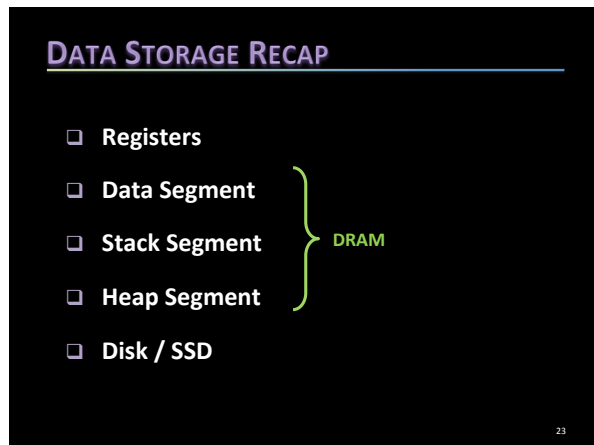 DATA STORAGE RECAP
Registers
Data Segment
Stack Segment
DRAM
Heap Segment
Disk / SSD
23